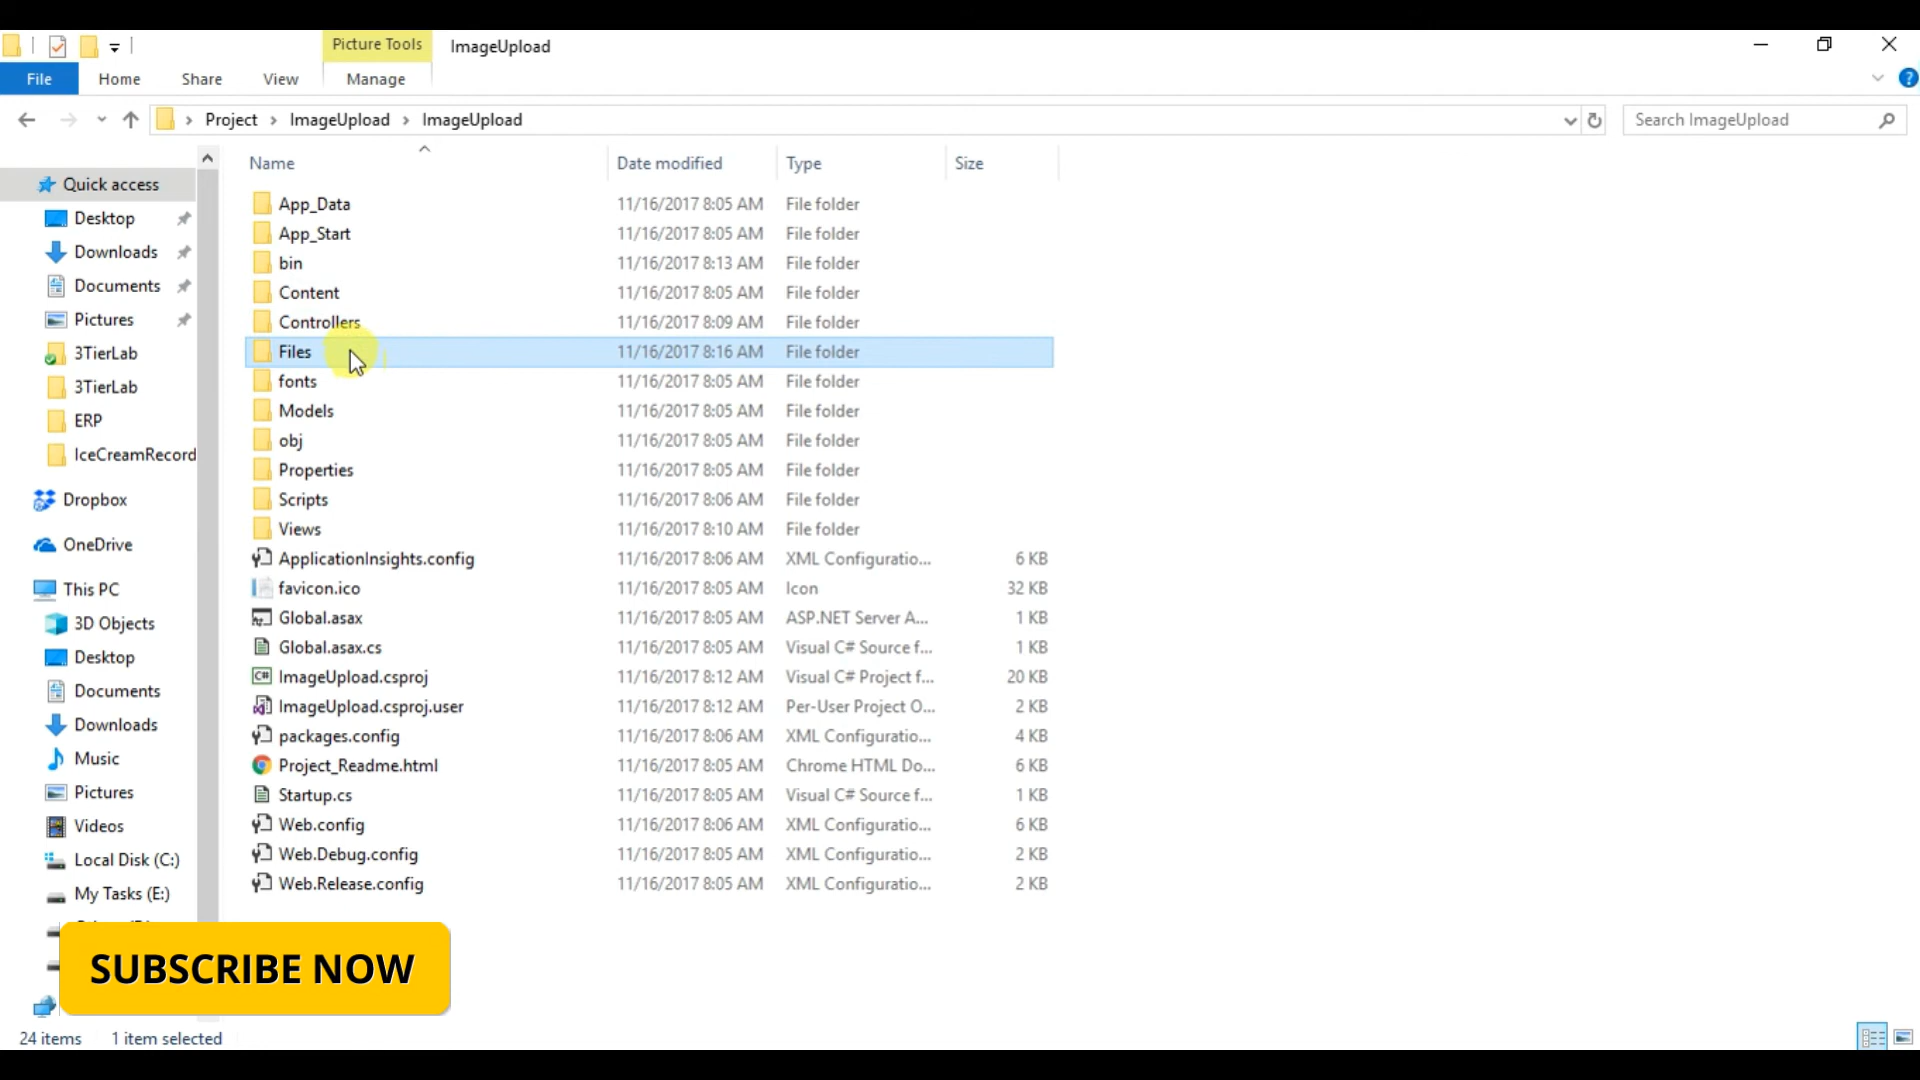 Picture Tools
ImageUpload
File
Home
Share
View
Manage
?
Project
ImageUpload
ImageUpload
Search ImageUpload
Name
Date modified
Type
Size
Quick access
Desktop
Downloads
Documents
Pictures
3TierLab
3TierLab
ERP
IceCreamRecord
Dropbox
OneDrive
This PC
3D Objects
Desktop
Documents
Downloads
Music
Pictures
Videos
Local Disk (C:)
My Tasks (E:)
App_Data 11/16/2017 8:05 AM File folder
App_Start 11/16/2017 8:05 AM File folder
bin 11/16/2017 8:13 AM File folder
Content 11/16/2017 8:05 AM File folder
Controllers 11/16/2017 8:09 AM File folder
Files 11/16/2017 8:16 AM File folder
fonts 11/16/2017 8:05 AM File folder
Models 11/16/2017 8:05 AM File folder
obj 11/16/2017 8:05 AM File folder
Properties 11/16/2017 8:05 AM File folder
Scripts 11/16/2017 8:06 AM File folder
Views 11/16/2017 8:10 AM File folder
ApplicationInsights.config 11/16/2017 8:06 AM XML Configuratio... 6 KB
favicon.ico 11/16/2017 8:05 AM Icon 32 KB
Global.asax 11/16/2017 8:05 AM ASP.NET Server A... 1 KB
Global.asax.cs 11/16/2017 8:05 AM Visual C# Source f... 1 KB
ImageUpload.csproj 11/16/2017 8:12 AM Visual C# Project f... 20 KB
ImageUpload.csproj.user 11/16/2017 8:12 AM Per-User Project O... 2 KB
packages.config 11/16/2017 8:06 AM XML Configuratio... 4 KB
Project_Readme.html 11/16/2017 8:05 AM Chrome HTML Do... 6 KB
Startup.cs 11/16/2017 8:05 AM Visual C# Source f... 1 KB
Web.config 11/16/2017 8:06 AM XML Configuratio... 6 KB
Web.Debug.config 11/16/2017 8:05 AM XML Configuratio... 2 KB
Web.Release.config 11/16/2017 8:05 AM XML Configuratio... 2 KB
SUBSCRIBE NOW
24 items 1 item selected